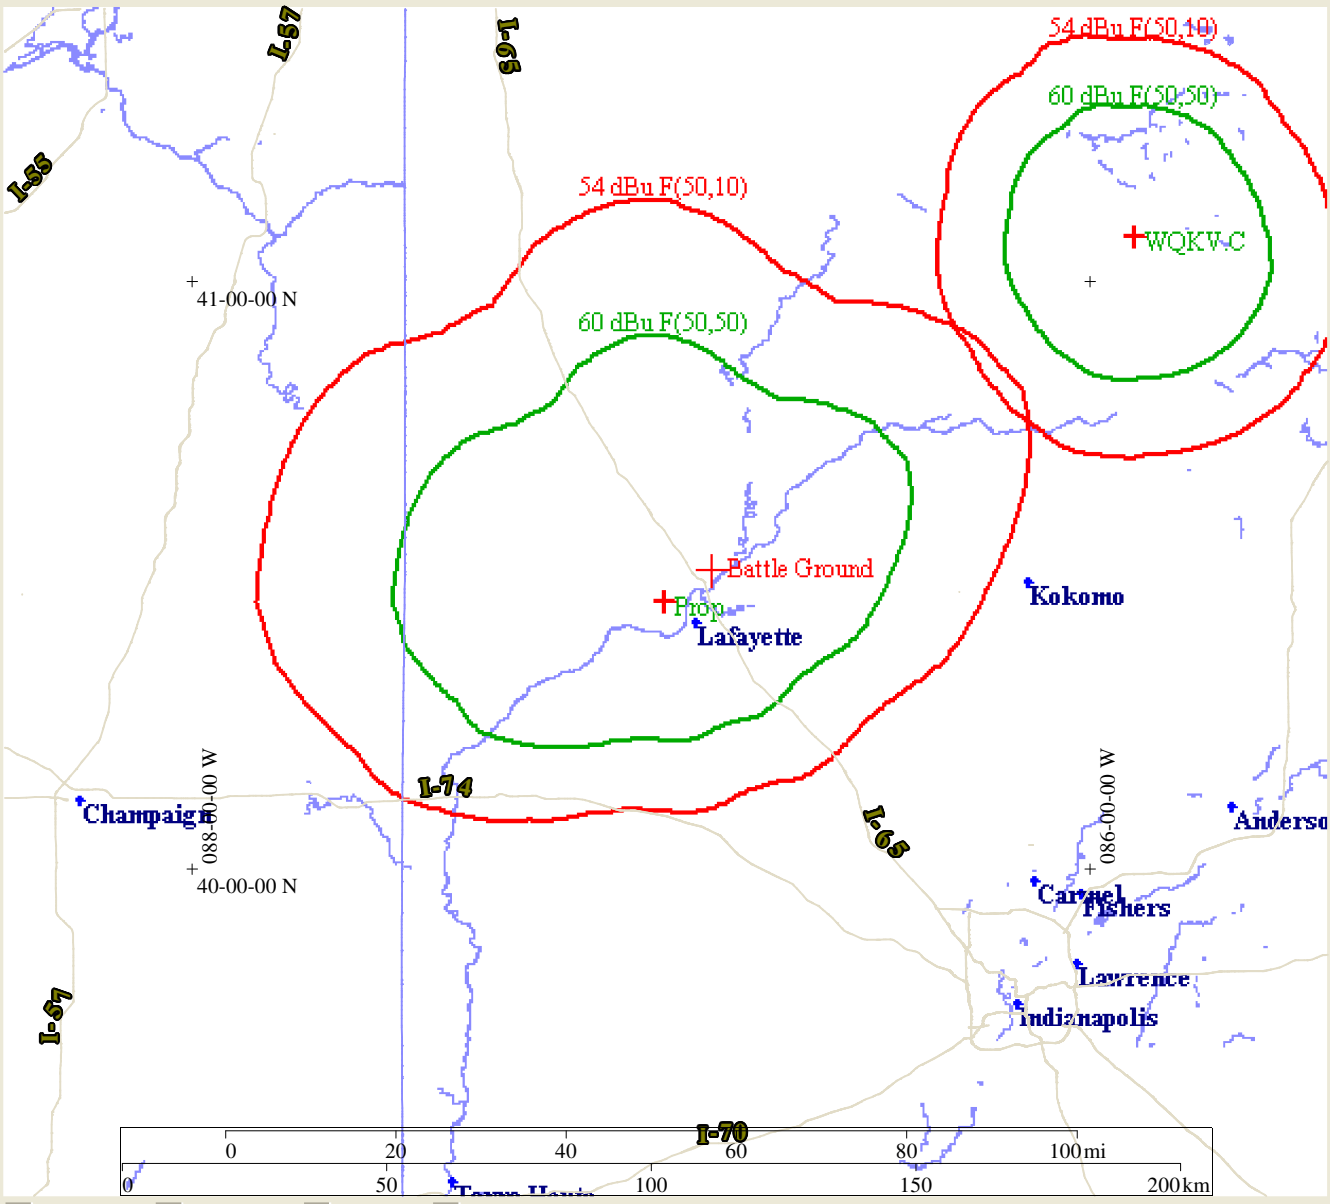 I-57
I-65
54 dBu F(50,10)
60 dBu F(50,50)
I-55
54 dBu F(50,10)
WQKV.C
41-00-00 N
60 dBu F(50,50)
Battle Ground
Prop
Kokomo
Lafayette
I-74
088-00-00 W
086-00-00 W
Champaign
I-65
Anderso
40-00-00 N
Carmel
Fishers
Lawrence
I-57
Indianapolis
I-70
0 20 40 60 80 100 mi
0 50 100 150 200 km
Terre Haute